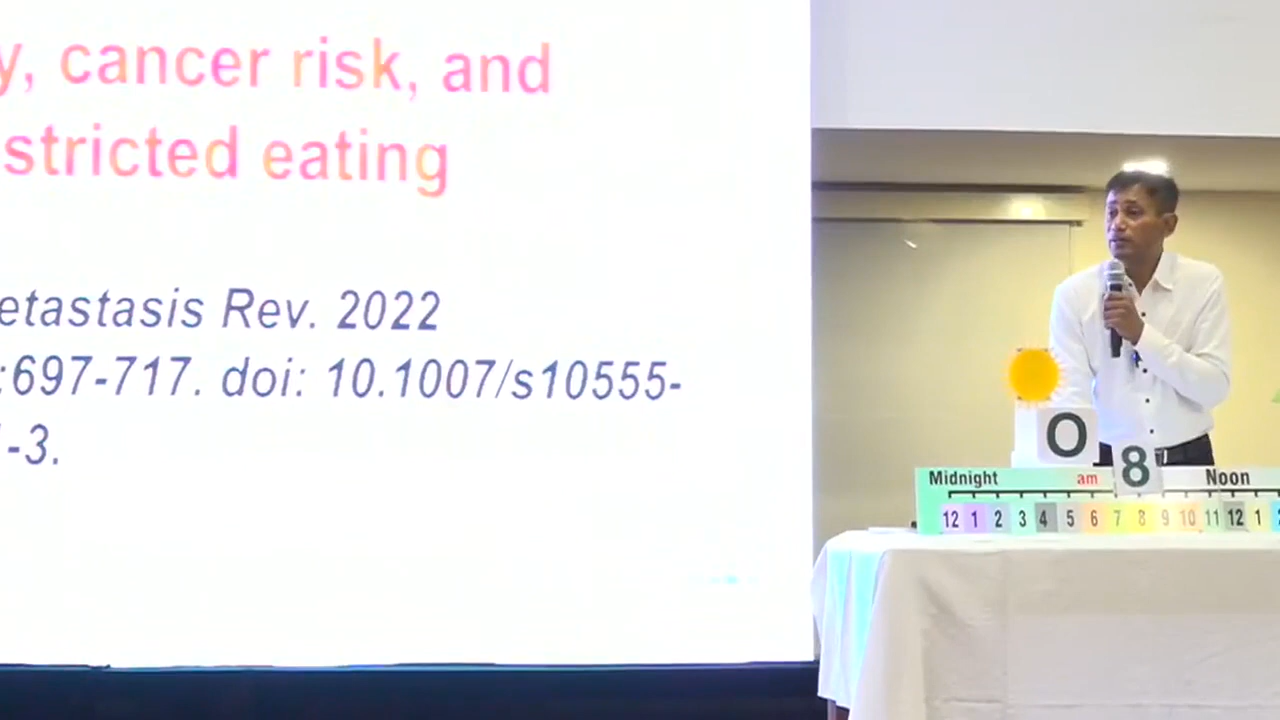 y, cancer risk, and
stricted eating
etastasis Rev. 2022
:697-717. doi: 10.1007/s10555-
-3.
O
8
Midnight am Noon
12 1 2 3 4 5 6 7 8 9 10 11 12 1